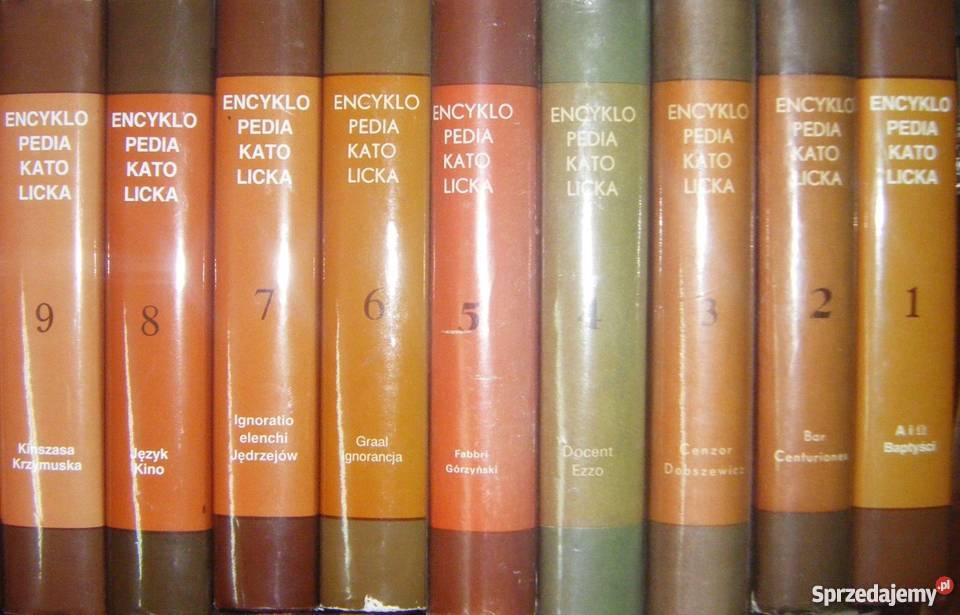 ENCYKLO
PEDIA
KATO
LICKA
9
Kinszasa
Krzymuska
ENCYKLO
PEDIA
KATO
LICKA
8
Język
Kino
ENCYKLO
PEDIA
KATO
LICKA
7
Ignoratio
elenchi
Jędrzejów
ENCYKLO
PEDIA
KATO
LICKA
6
Graal
Ignorancja
ENCYKLO
PEDIA
KATO
LICKA
5
Fabbri
Górzyński
ENCYKLO
PEDIA
KATO
LICKA
4
Docent
Ezzo
ENCYKLO
PEDIA
KATO
LICKA
3
Cenzor
Dobszewicz
ENCYKLO
PEDIA
KATO
LICKA
2
Bar
Centuriones
ENCYKLO
PEDIA
KATO
LICKA
1
A i Ω
Baptyści
Sprzedajemy.pl